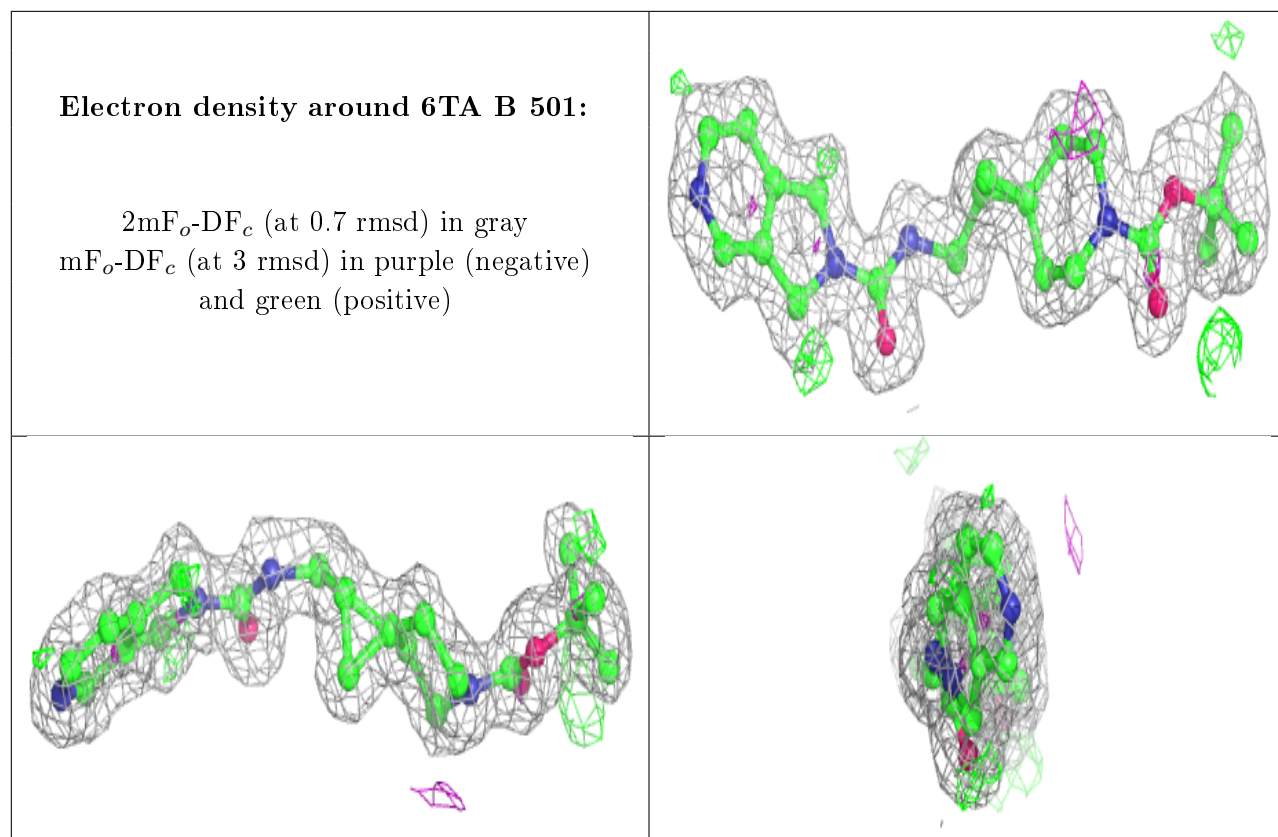 Electron density around 6TA B 501:
2mFo-DFc (at 0.7 rmsd) in gray
mFo-DFc (at 3 rmsd) in purple (negative)
and green (positive)